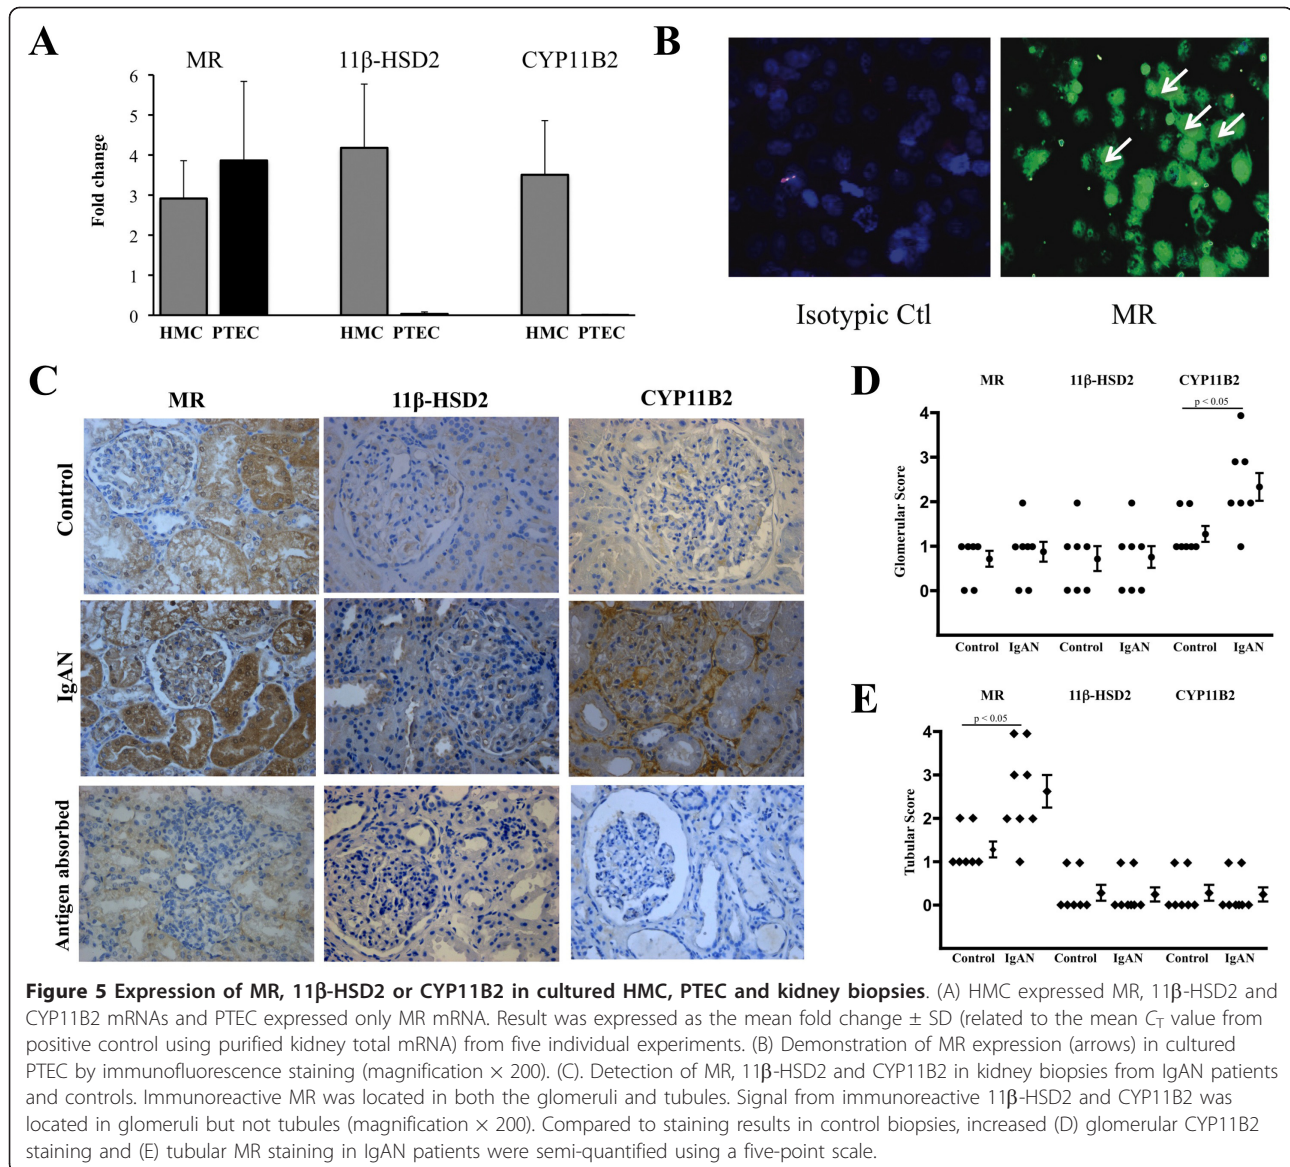 A
MR 11β-HSD2 CYP11B2
Fold change
6
5
4
3
2
1
0
HMC PTEC HMC PTEC HMC PTEC
B
Isotypic Ctl MR
C
MR 11β-HSD2 CYP11B2
Control
IgAN
Antigen absorbed
D
MR 11β-HSD2 CYP11B2
p < 0.05
Glomerular Score
4
3
2
1
0
Control IgAN Control IgAN Control IgAN
E
MR 11β-HSD2 CYP11B2
p < 0.05
Tubular Score
4
3
2
1
0
Control IgAN Control IgAN Control IgAN
Figure 5 Expression of MR, 11β-HSD2 or CYP11B2 in cultured HMC, PTEC and kidney biopsies. (A) HMC expressed MR, 11β-HSD2 and
CYP11B2 mRNAs and PTEC expressed only MR mRNA. Result was expressed as the mean fold change ± SD (related to the mean CT value from
positive control using purified kidney total mRNA) from five individual experiments. (B) Demonstration of MR expression (arrows) in cultured
PTEC by immunofluorescence staining (magnification × 200). (C). Detection of MR, 11β-HSD2 and CYP11B2 in kidney biopsies from IgAN patients
and controls. Immunoreactive MR was located in both the glomeruli and tubules. Signal from immunoreactive 11β-HSD2 and CYP11B2 was
located in glomeruli but not tubules (magnification × 200). Compared to staining results in control biopsies, increased (D) glomerular CYP11B2
staining and (E) tubular MR staining in IgAN patients were semi-quantified using a five-point scale.